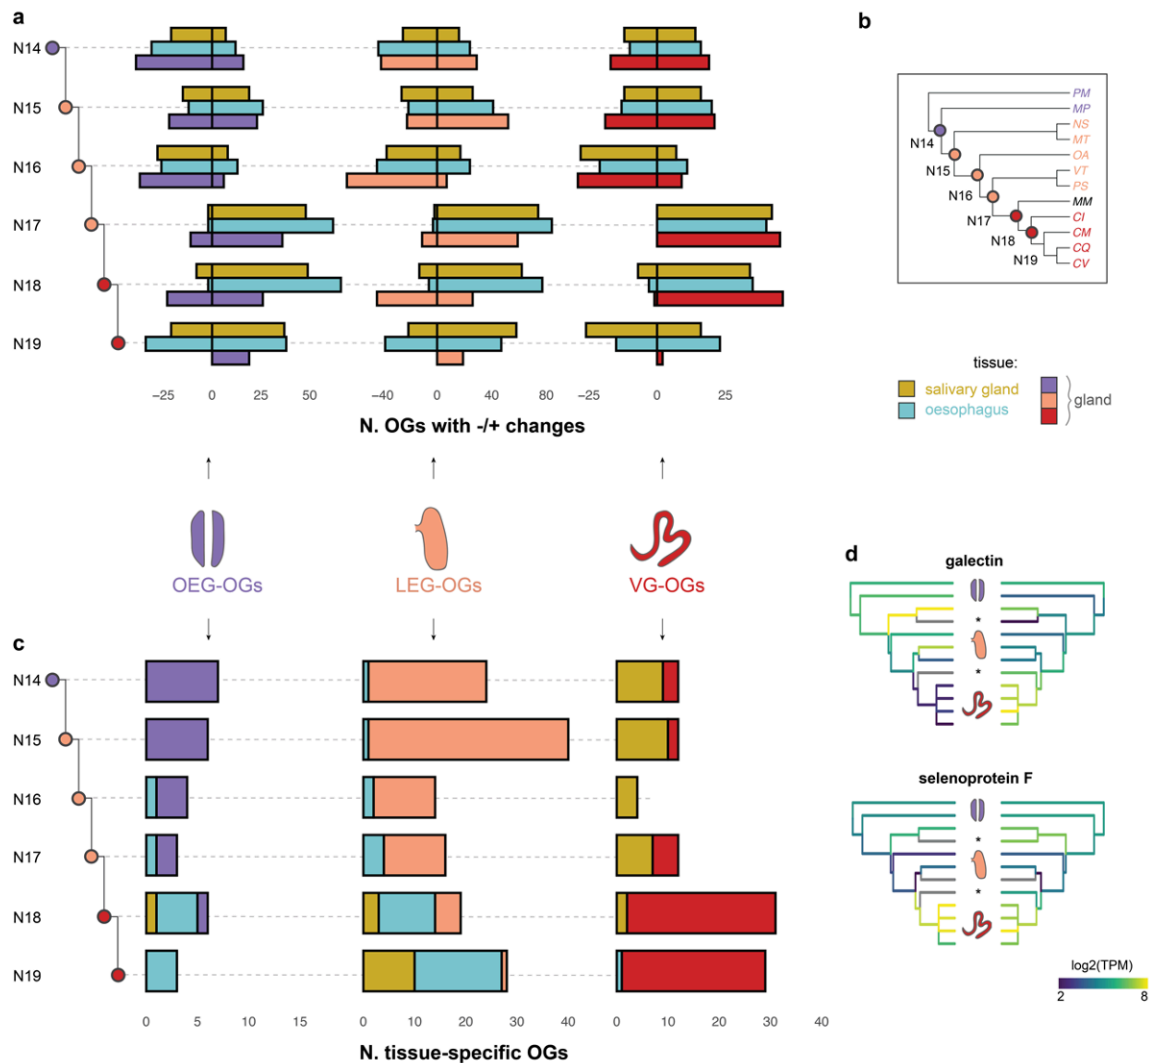 a
N14
N15
N16
N17
N18
N19
−25 0 25 50
−40 0 40 80
−25 0 25
N. OGs with -/+ changes
b
PM
MP
NS
MT
OA
VT
PS
MM
CI
CM
CQ
CV
N14
N15
N16
N17
N18
N19
tissue:
salivary gland
oesophagus
gland
OEG-OGs
LEG-OGs
VG-OGs
c
N14
N15
N16
N17
N18
N19
0 5 10 15
0 10 20 30 40
0 10 20 30 40
N. tissue-specific OGs
d
galectin
*
*
selenoprotein F
*
*
log2(TPM)
2 8